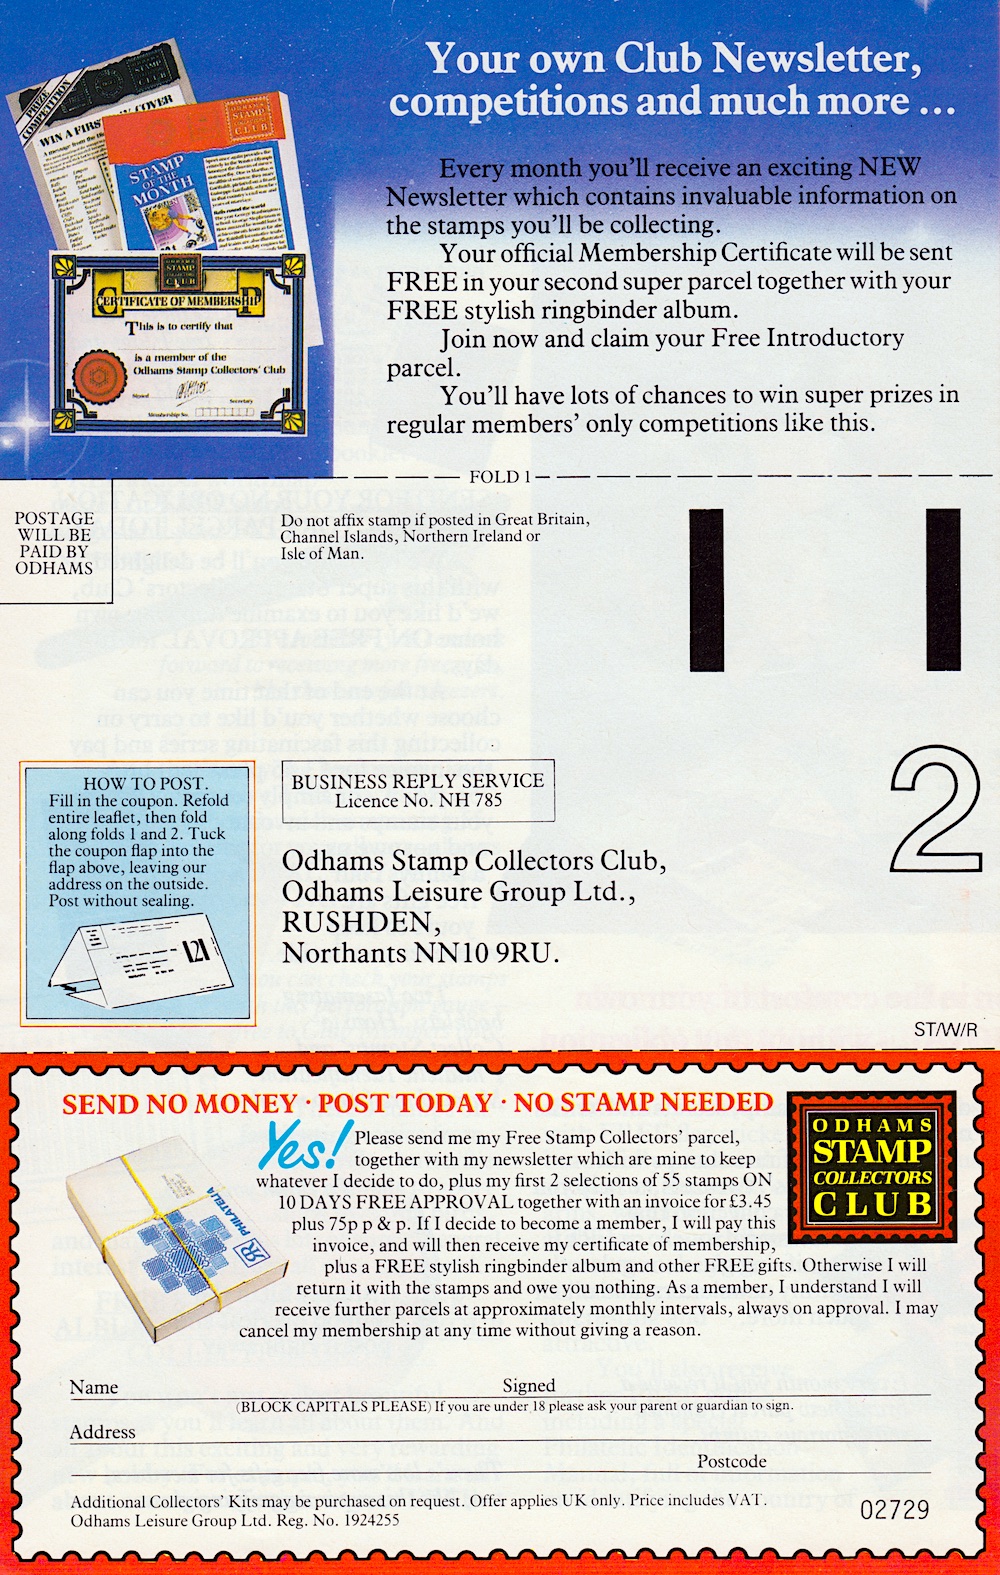 Your own Club Newsletter,
competitions and much more ...
Every month you'll receive an exciting NEW
Newsletter which contains invaluable information on
the stamps you'll be collecting.
Your official Membership Certificate will be sent
FREE in your second super parcel together with your
FREE stylish ringbinder album.
Join now and claim your Free Introductory
parcel.
You'll have lots of chances to win super prizes in
regular members' only competitions like this.
PRIZE
COMPETITION
WIN A FIRS
COVER
STAMP
CLUB
STAMP
OF THE
MONTH
ODHAMS
STAMP
CLUB
CERTIFICATE OF MEMBERSHIP
This is to certify that
is a member of the
Odhams Stamp Collectors' Club
Signed
Secretary
Membership No.
FOLD 1
POSTAGE
WILL BE
PAID BY
ODHAMS
Do not affix stamp if posted in Great Britain,
Channel Islands, Northern Ireland or
Isle of Man.
HOW TO POST.
Fill in the coupon. Refold
entire leaflet, then fold
along folds 1 and 2. Tuck
the coupon flap into the
flap above, leaving our
address on the outside.
Post without sealing.
BUSINESS REPLY SERVICE
Licence No. NH 785
2
Odhams Stamp Collectors Club,
Odhams Leisure Group Ltd.,
RUSHDEN,
Northants NN10 9RU.
ST/W/R
SEND NO MONEY · POST TODAY · NO STAMP NEEDED
ODHAMS
STAMP
COLLECTORS
CLUB
PHILATELIA
Yes! Please send me my Free Stamp Collectors' parcel,
together with my newsletter which are mine to keep
whatever I decide to do, plus my first 2 selections of 55 stamps ON
10 DAYS FREE APPROVAL together with an invoice for £3.45
plus 75p p & p. If I decide to become a member, I will pay this
invoice, and will then receive my certificate of membership,
plus a FREE stylish ringbinder album and other FREE gifts. Otherwise I will
return it with the stamps and owe you nothing. As a member, I understand I will
receive further parcels at approximately monthly intervals, always on approval. I may
cancel my membership at any time without giving a reason.
Name Signed
(BLOCK CAPITALS PLEASE) If you are under 18 please ask your parent or guardian to sign.
Address
Postcode
Additional Collectors' Kits may be purchased on request. Offer applies UK only. Price includes VAT.
Odhams Leisure Group Ltd. Reg. No. 1924255
02729